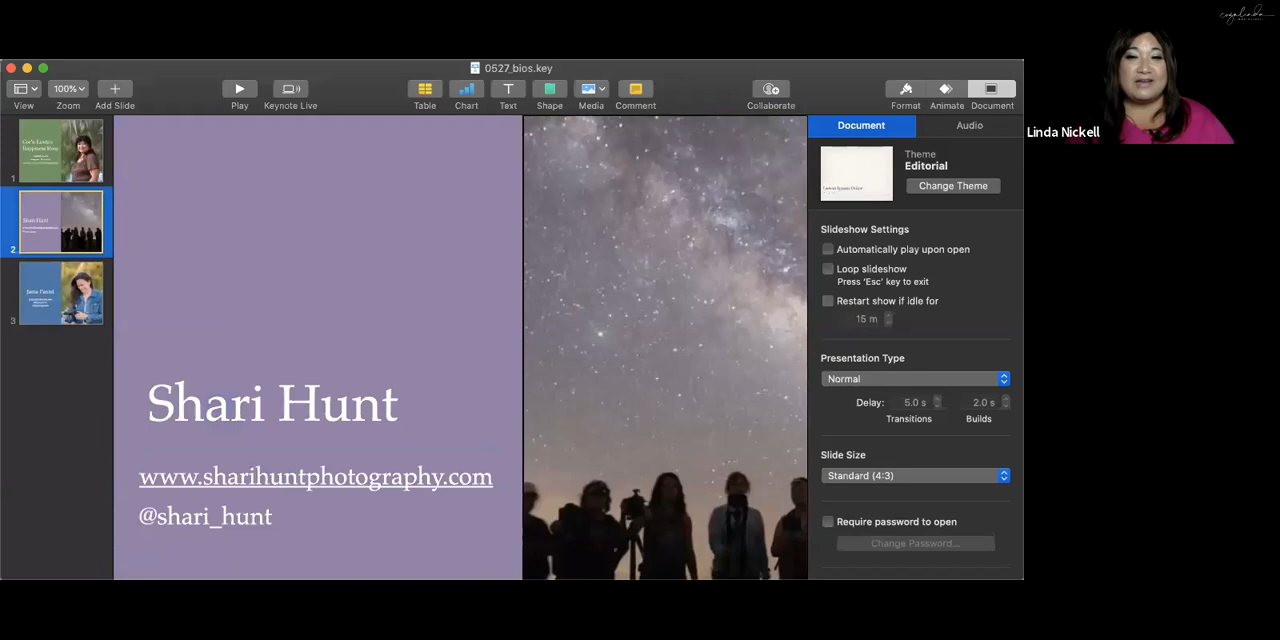 0527_bios.key
100%
View
Zoom
Add Slide
Play
Keynote Live
Table
Chart
Text
Shape
Media
Comment
Collaborate
Format
Animate
Document
1
2
Shari Hunt
3
Shari Hunt
www.sharihuntphotography.com
@shari_hunt
Document
Audio
Theme
Editorial
Change Theme
Slideshow Settings
Automatically play upon open
Loop slideshow
Press 'Esc' key to exit
Restart show if idle for
15 m
Presentation Type
Normal
Delay: 5.0 s 2.0 s
Transitions Builds
Slide Size
Standard (4:3)
Require password to open
Change Password...
Linda Nickell